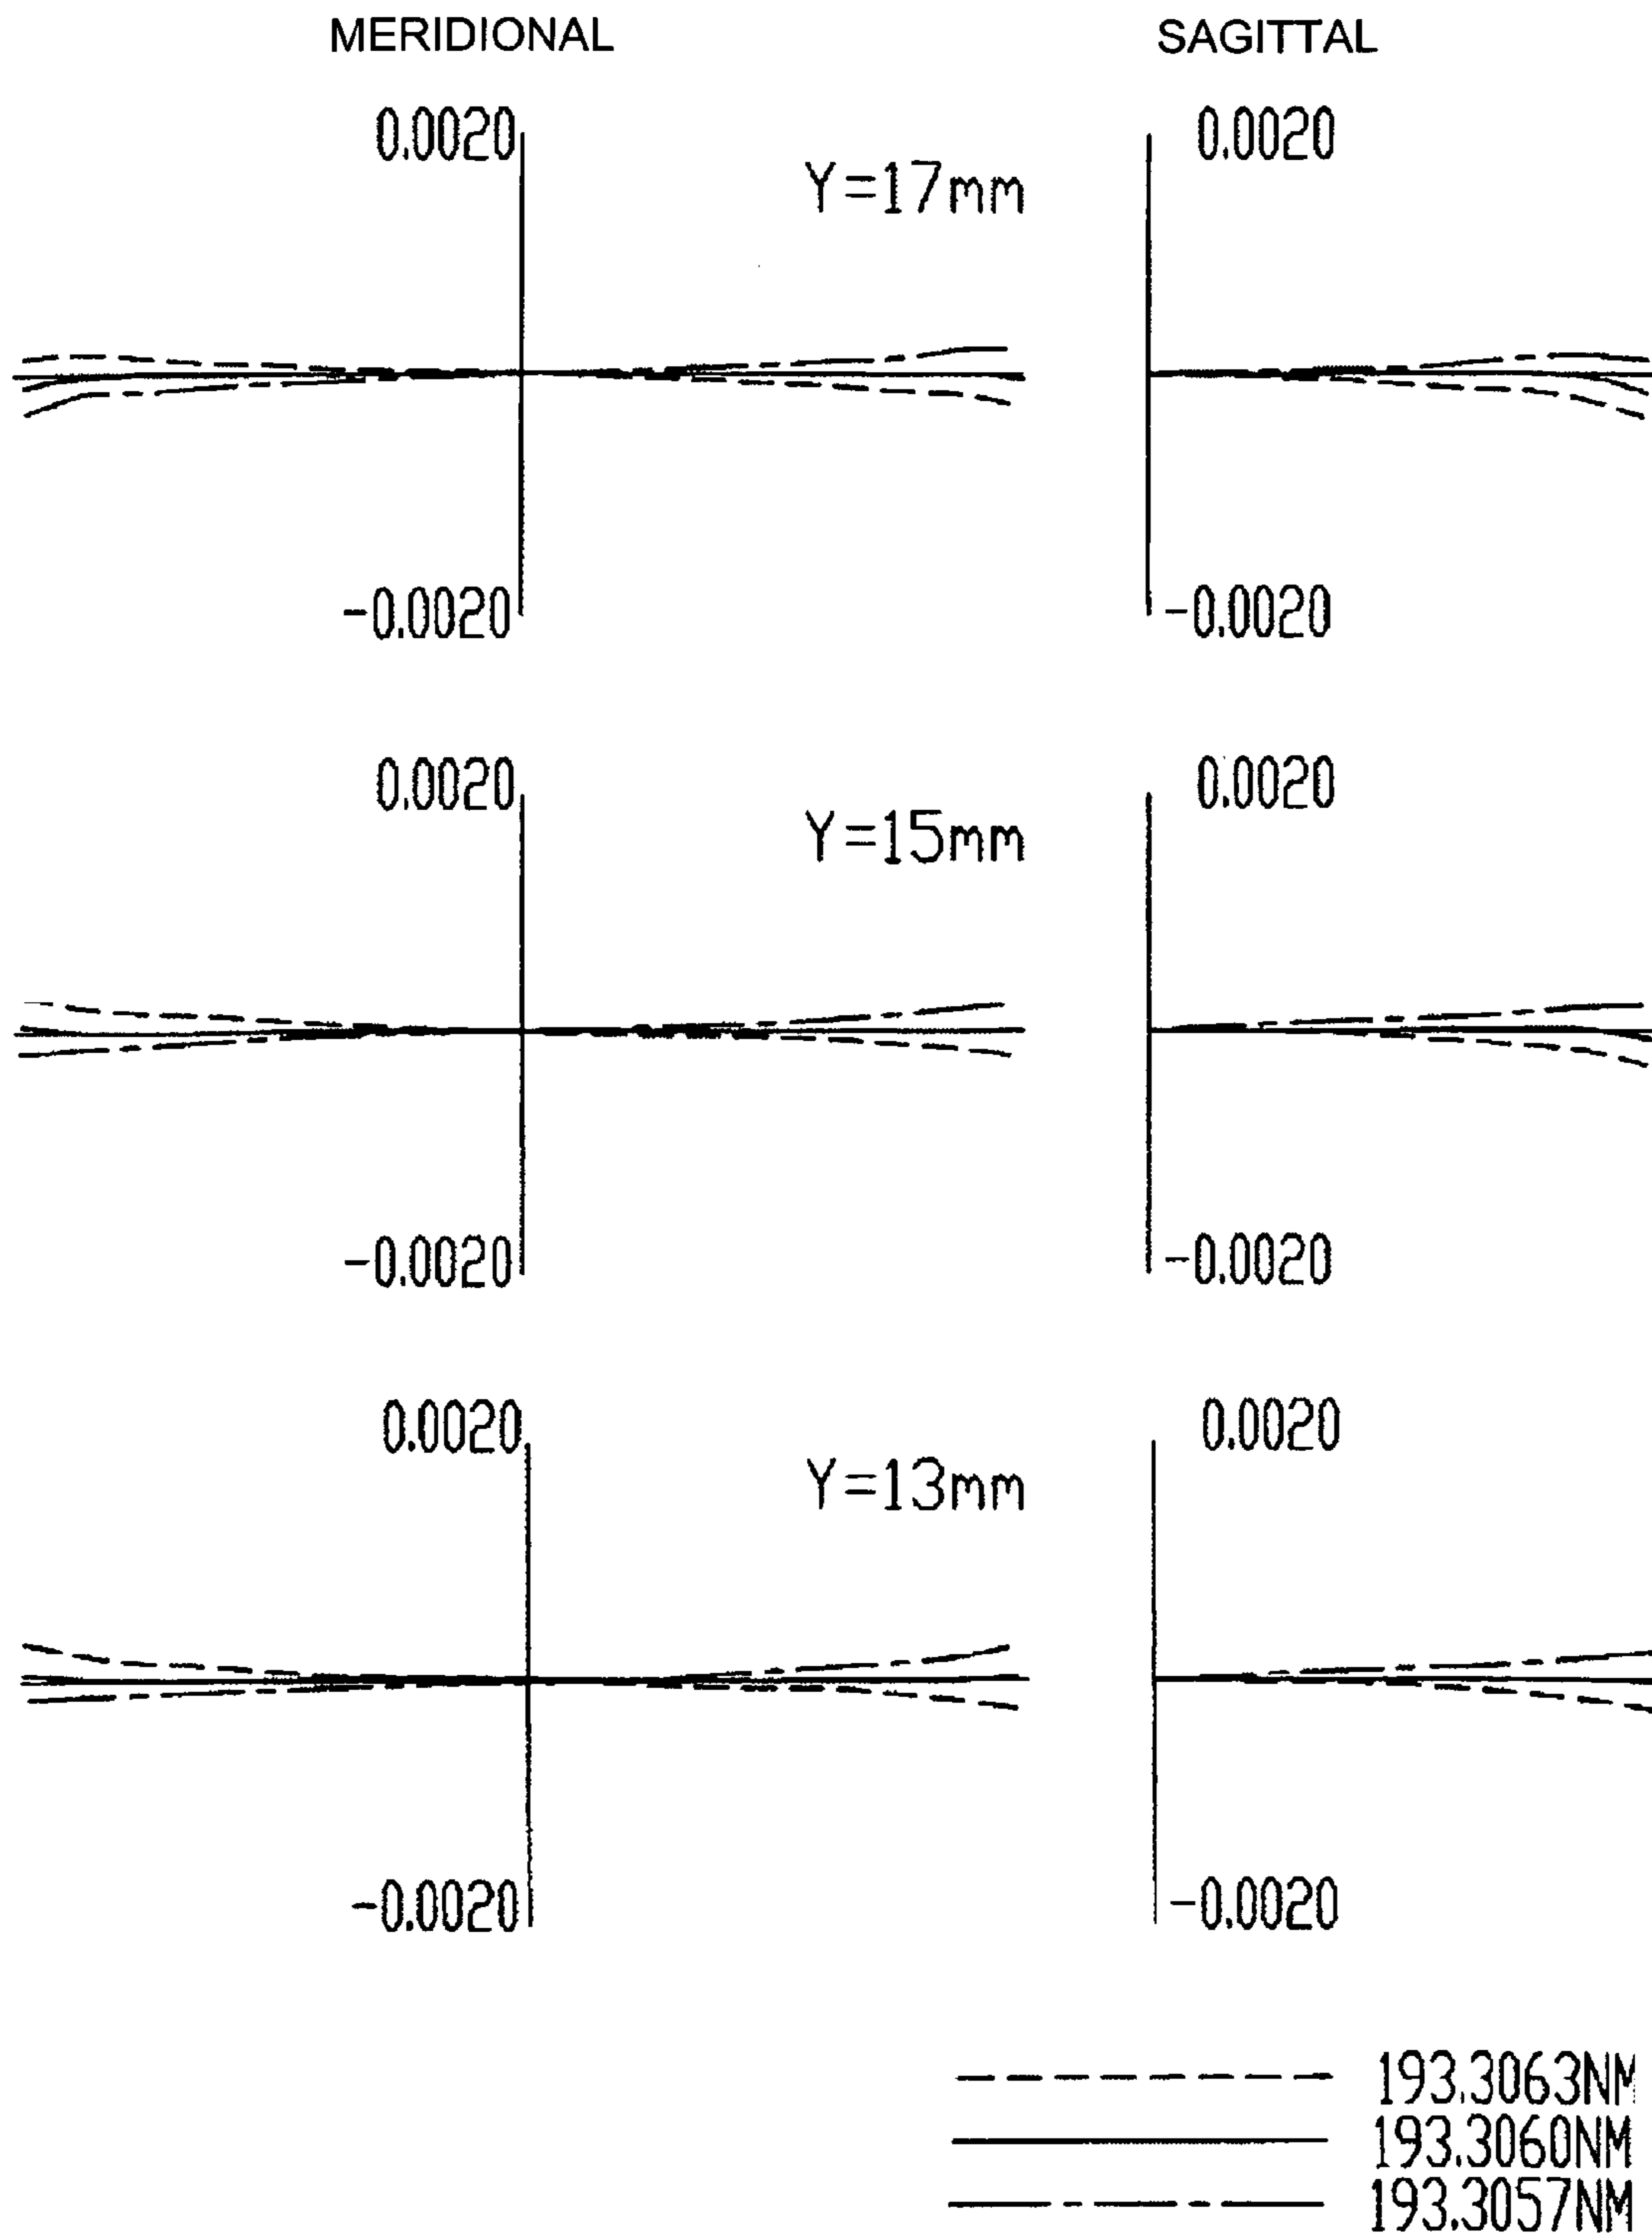 MERIDIONAL SAGITTAL
0.0020 0.0020
Y=17mm
-0.0020 -0.0020
0.0020 0.0020
Y=15mm
-0.0020 -0.0020
0.0020 0.0020
Y=13mm
-0.0020 -0.0020
193.3063NM
193.3060NM
193.3057NM